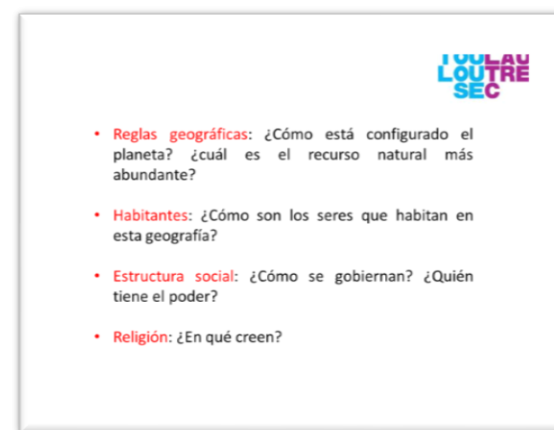 LOUTRE
SEC
• Reglas geográficas: ¿Cómo está configurado el
planeta? ¿cuál es el recurso natural más
abundante?
• Habitantes: ¿Cómo son los seres que habitan en
esta geografía?
• Estructura social: ¿Cómo se gobiernan? ¿Quién
tiene el poder?
• Religión: ¿En qué creen?